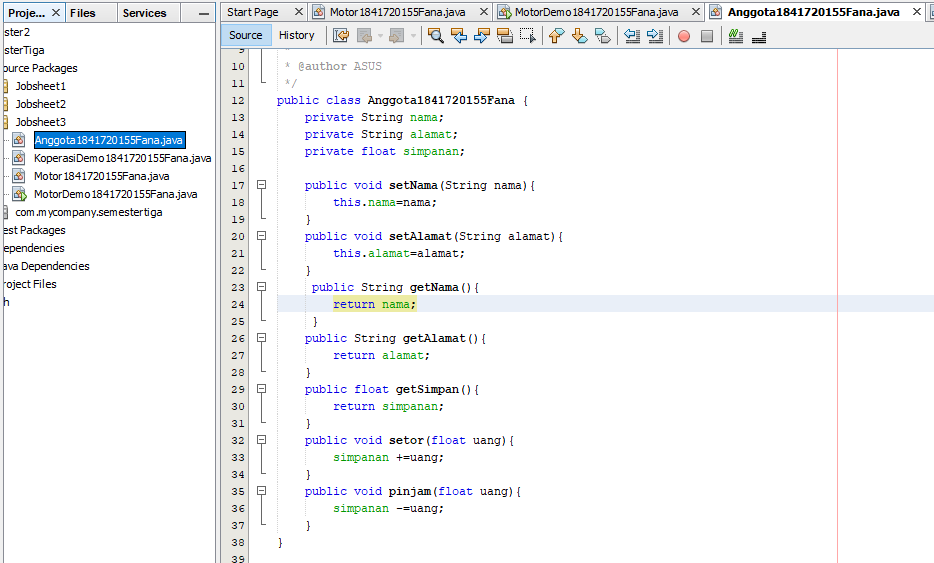 Proje... Files Services
ster2
sterTiga
ource Packages
Jobsheet1
Jobsheet2
Jobsheet3
Anggota1841720155Fana.java
KoperasiDemo1841720155Fana.java
Motor1841720155Fana.java
MotorDemo1841720155Fana.java
com.mycompany.semestertiga
est Packages
ependencies
ava Dependencies
roject Files
h
Start Page Motor1841720155Fana.java MotorDemo1841720155Fana.java Anggota1841720155Fana.java
Source History
9 *
10 * @author ASUS
11 */
12 public class Anggota1841720155Fana {
13 private String nama;
14 private String alamat;
15 private float simpanan;
16
17 public void setNama(String nama){
18 this.nama=nama;
19 }
20 public void setAlamat(String alamat){
21 this.alamat=alamat;
22 }
23 public String getNama(){
24 return nama;
25 }
26 public String getAlamat(){
27 return alamat;
28 }
29 public float getSimpan(){
30 return simpanan;
31 }
32 public void setor(float uang){
33 simpanan +=uang;
34 }
35 public void pinjam(float uang){
36 simpanan -=uang;
37 }
38 }
39